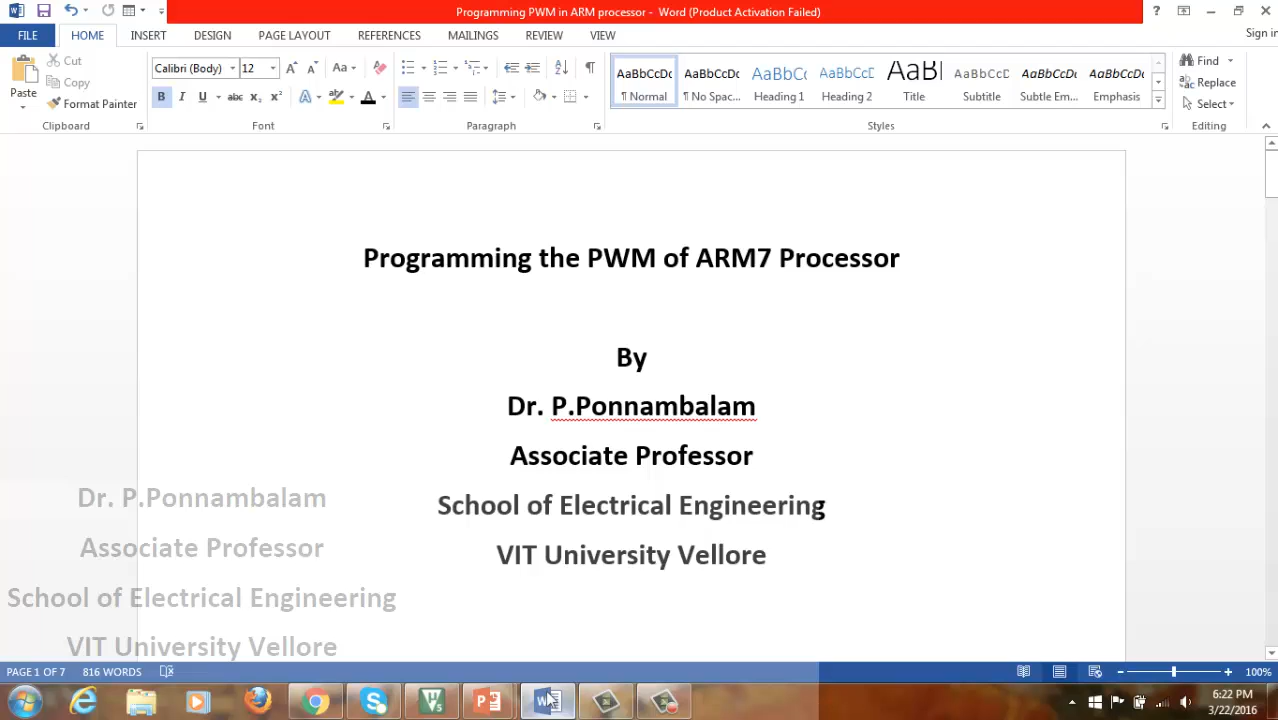 Programming PWM in ARM processor - Word (Product Activation Failed)
? 
FILE HOME INSERT DESIGN PAGE LAYOUT REFERENCES MAILINGS REVIEW VIEW Sign in
Paste
Cut
Copy
Format Painter
Clipboard
Calibri (Body) 12
Aa
B I U abc x₂ x²
A A
Font
Paragraph
AaBbCcDc AaBbCcDc AaBbCc AaBbCcD AaBl AaBbCcD AaBbCcDc AaBbCcDc
¶ Normal ¶ No Spac... Heading 1 Heading 2 Title Subtitle Subtle Em... Emphasis
Styles
Find
Replace
Select
Editing
Programming the PWM of ARM7 Processor
By
Dr. P.Ponnambalam
Associate Professor
School of Electrical Engineering
VIT University Vellore
Dr. P.Ponnambalam
Associate Professor
School of Electrical Engineering
VIT University Vellore
PAGE 1 OF 7 816 WORDS 100%
6:22 PM
3/22/2016